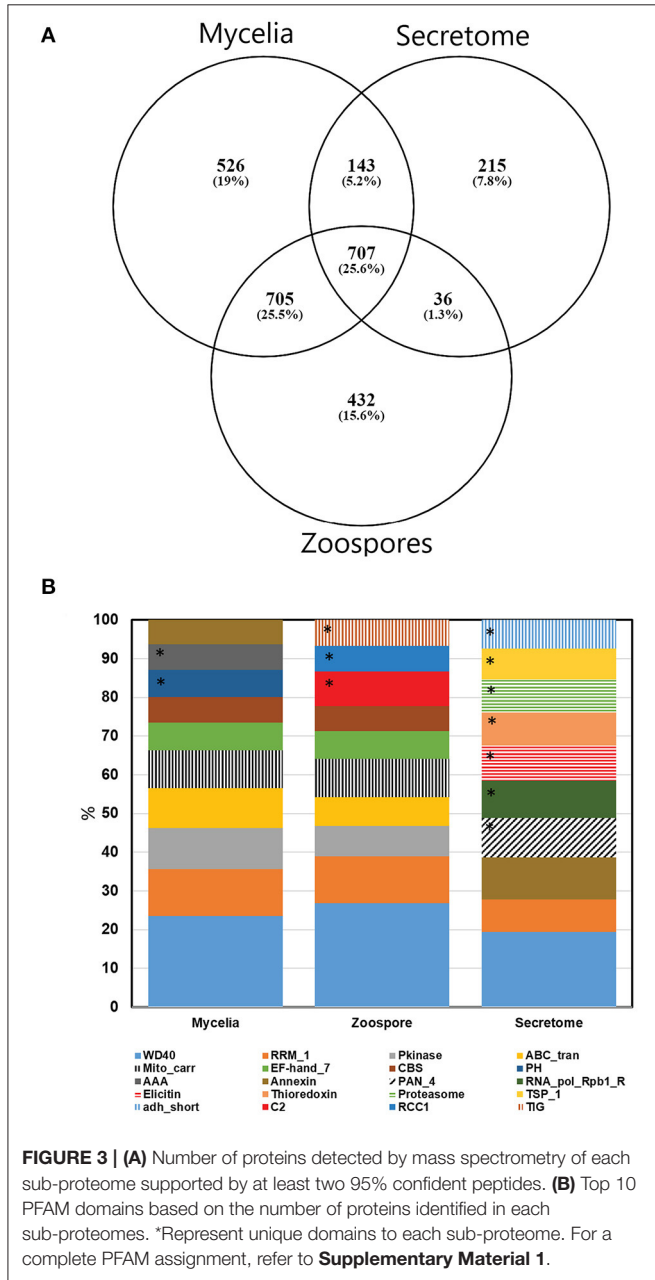 A
Mycelia Secretome
526 143 215
(19%) (5.2%) (7.8%)
707
(25.6%)
705 36
(25.5%) (1.3%)
432
(15.6%)
Zoospores
B
100
90
80
70
60
50
40
30
20
10
0
%
* * * * * * * * * * * *
Mycelia Zoospore Secretome
WD40 RRM_1 Pkinase ABC_tran
Mito_carr EF-hand_7 CBS PH
AAA Annexin PAN_4 RNA_pol_Rpb1_R
Elicitin Thioredoxin Proteasome TSP_1
adh_short C2 RCC1 TIG
FIGURE 3 | (A) Number of proteins detected by mass spectrometry of each
sub-proteome supported by at least two 95% confident peptides. (B) Top 10
PFAM domains based on the number of proteins identified in each
sub-proteomes. *Represent unique domains to each sub-proteome. For a
complete PFAM assignment, refer to Supplementary Material 1.